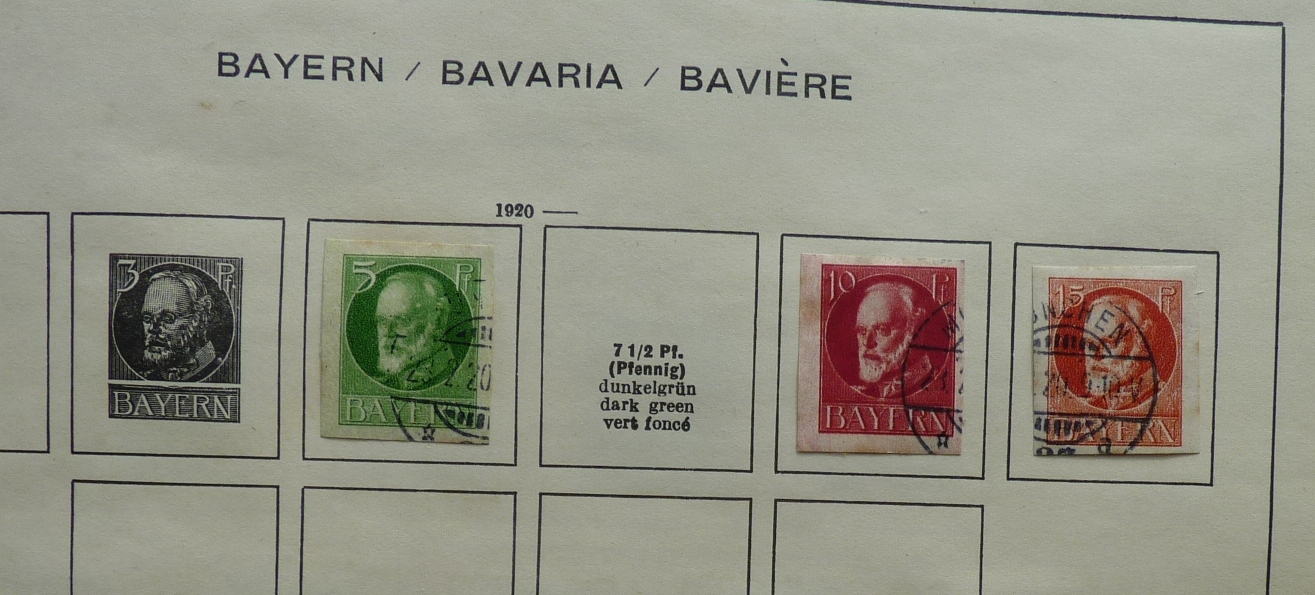 BAYERN / BAVARIA / BAVIÈRE
1920 —
3 Pf
BAYERN
5 Pf
BAYERN
7 1/2 Pf.
(Pfennig)
dunkelgrün
dark green
vert foncé
10 Pf
BAYERN
15 Pf
BAYERN